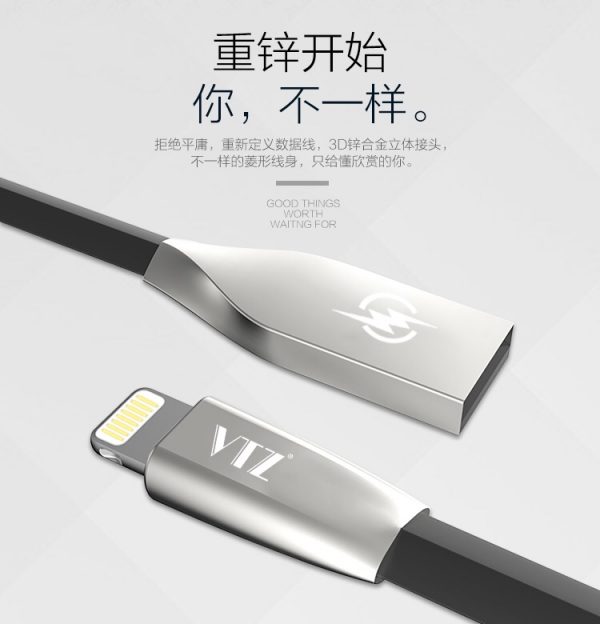 重锌开始
你，不一样。
拒绝平庸，重新定义数据线，3D锌合金立体接头，
不一样的菱形线身，只给懂欣赏的你。
GOOD THINGS
WORTH
WAITNG FOR
VTZ®